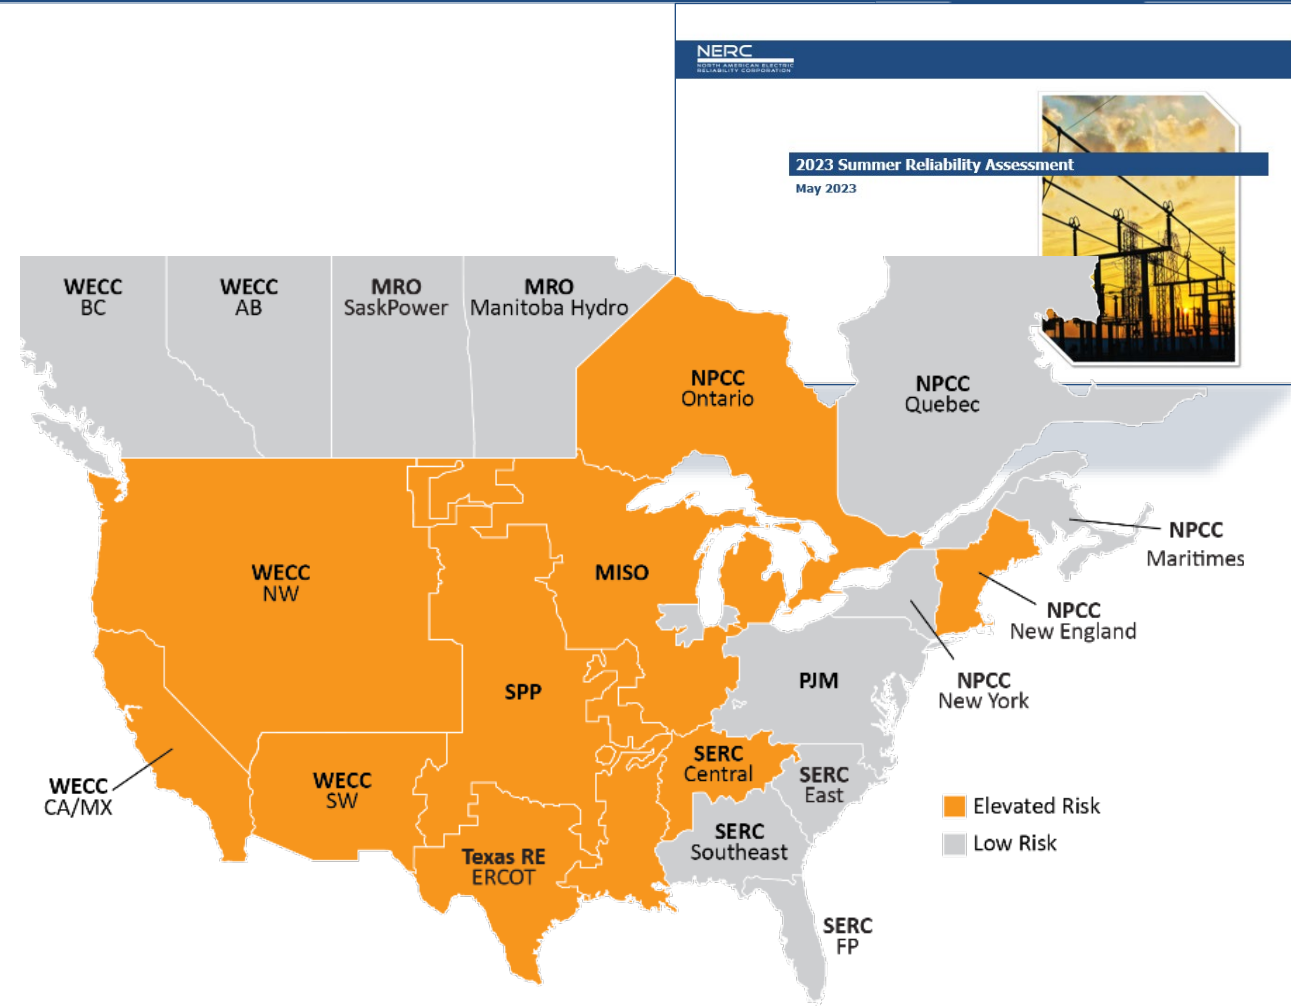 NERC
NORTH AMERICAN ELECTRIC
RELIABILITY CORPORATION
2023 Summer Reliability Assessment
May 2023
WECC
BC
WECC
AB
MRO
SaskPower
MRO
Manitoba Hydro
NPCC
Ontario
NPCC
Quebec
NPCC
Maritimes
WECC
NW
MISO
NPCC
New England
SPP
PJM
NPCC
New York
WECC
CA/MX
WECC
SW
SERC
Central
SERC
East
Elevated Risk
Low Risk
SERC
Southeast
Texas RE
ERCOT
SERC
FP